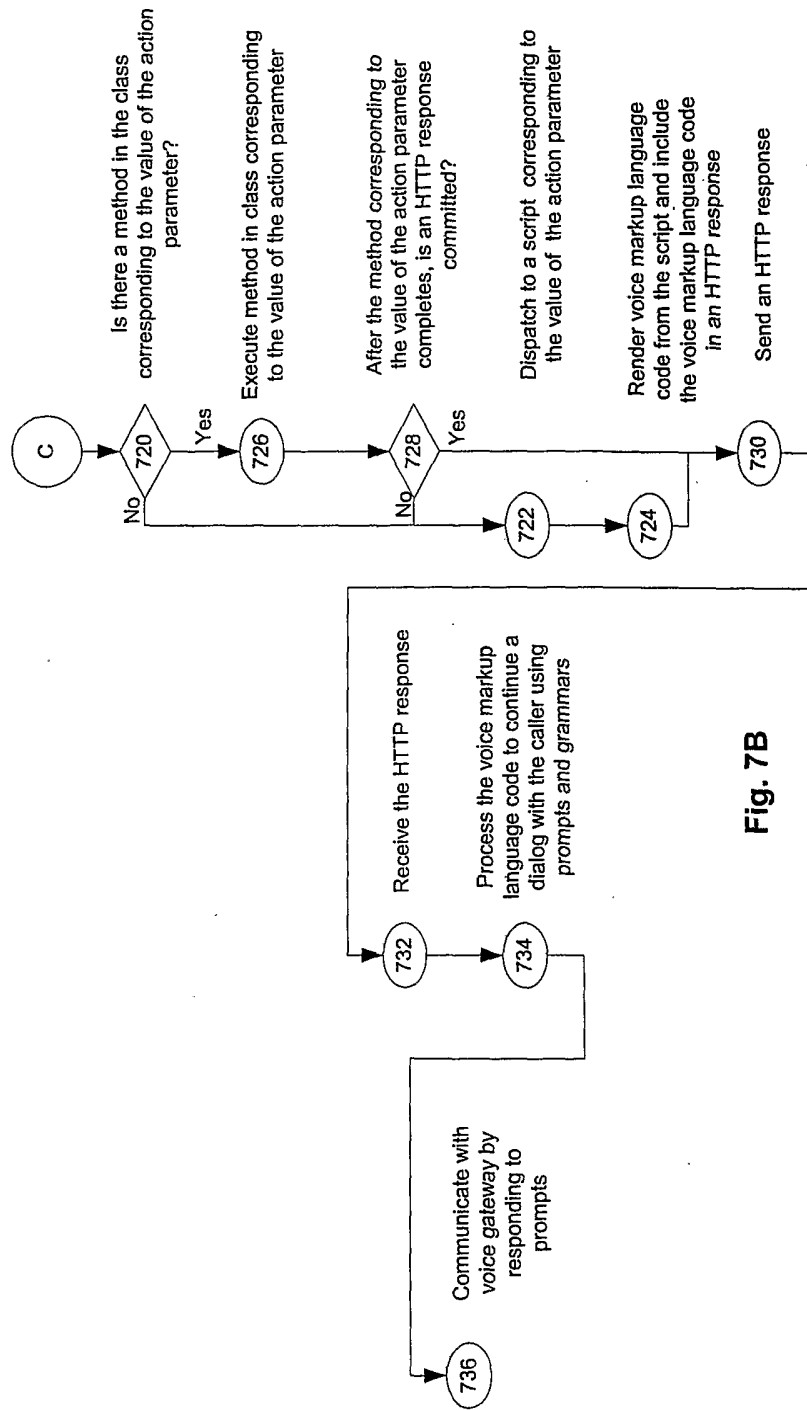 C
720
Is there a method in the class
corresponding to the value of the action
parameter?
No
Yes
726
Execute method in class corresponding
to the value of the action parameter
728
After the method corresponding to
the value of the action parameter
completes, is an HTTP response
committed?
No
Yes
722
Dispatch to a script corresponding to
the value of the action parameter
724
Render voice markup language
code from the script and include
the voice markup language code
in an HTTP response
730
Send an HTTP response
732
Receive the HTTP response
734
Process the voice markup
language code to continue a
dialog with the caller using
prompts and grammars
736
Communicate with
voice gateway by
responding to
prompts
Fig. 7B